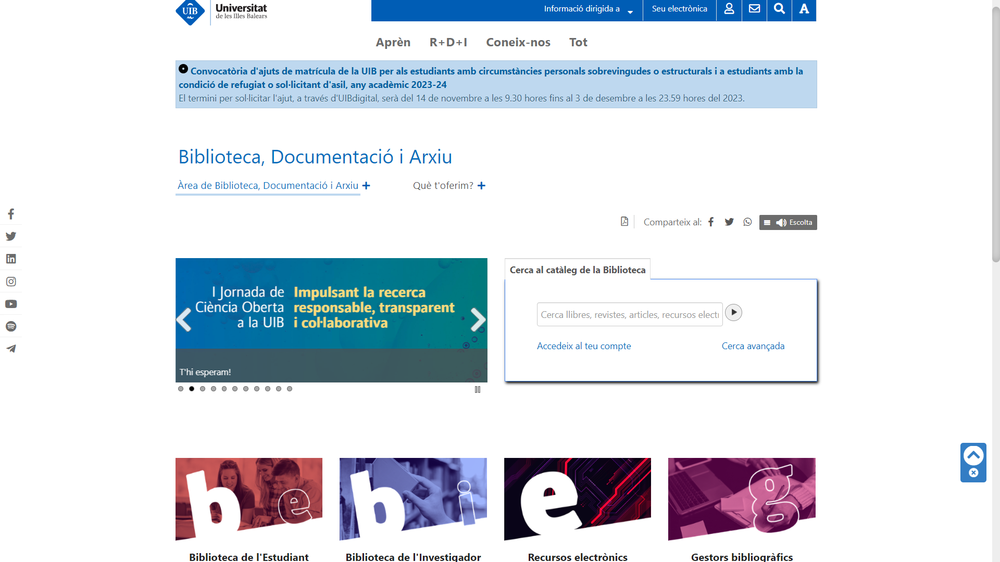 UIB
Universitat
de les Illes Balears
Informació dirigida a
Seu electrònica
A
Aprèn
R+D+I
Coneix-nos
Tot
Convocatòria d'ajuts de matrícula de la UIB per als estudiants amb circumstàncies personals sobrevingudes o estructurals i a estudiants amb la
condició de refugiat o sol·licitant d'asil, any acadèmic 2023-24
El termini per sol·licitar l'ajut, a través d'UIBdigital, serà del 14 de novembre a les 9.30 hores fins al 3 de desembre a les 23.59 hores del 2023.
Biblioteca, Documentació i Arxiu
Àrea de Biblioteca, Documentació i Arxiu
Què t'oferim?
Comparteix al:
Escolta
I Jornada de
Ciència Oberta
a la UIB
Impulsant la recerca
responsable, transparent
i col·laborativa
T'hi esperam!
Cerca al catàleg de la Biblioteca
Cerca llibres, revistes, articles, recursos elect
Accedeix al teu compte
Cerca avançada
b e
b i
e
g
Biblioteca de l'Estudiant
Biblioteca de l'Investigador
Recursos electrònics
Gestors bibliogràfics